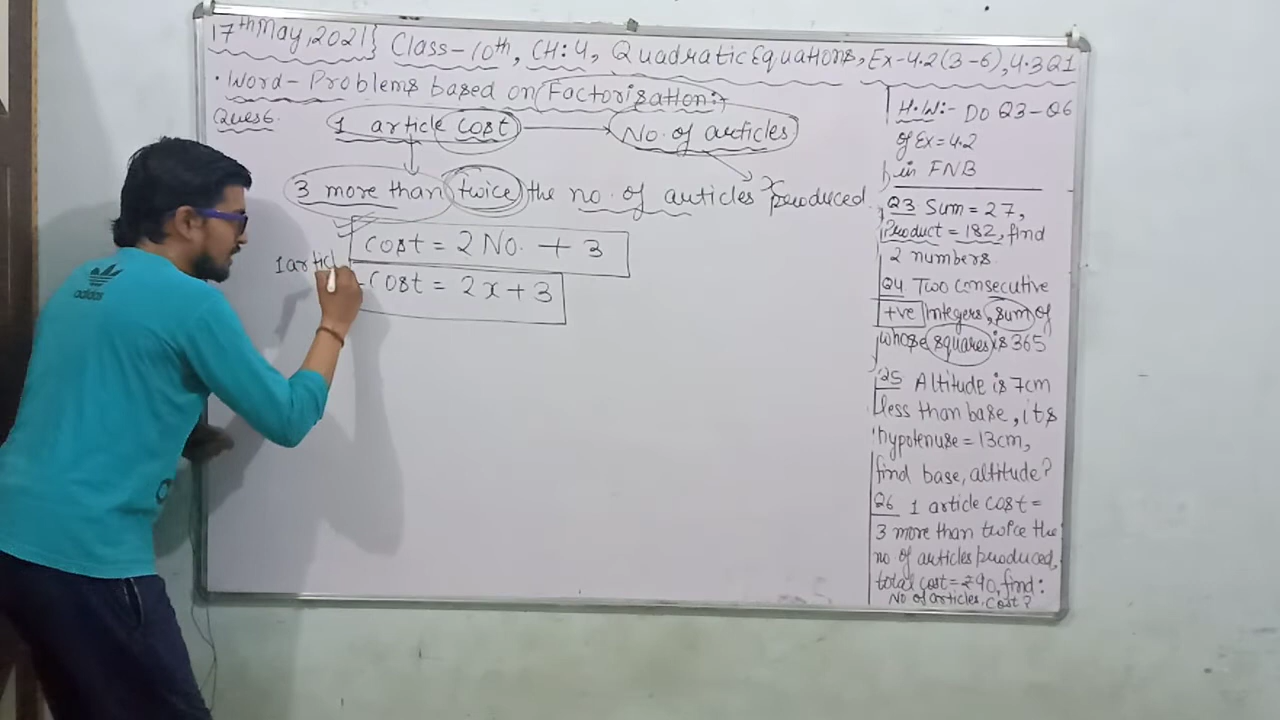 17th May, 2021} Class-10th, CH:4, Quadratic Equations, Ex-4.2(3-6), 4.3Q1
• Word-Problems based on Factorisation:-
Ques6.
1 article cost → No. of articles
3 more than twice the no. of articles produced.
cost = 2 No. + 3
1 articl
cost = 2x+3
adidas
H.W:- Do Q3-Q6
of Ex=4.2
in FNB
Q3 Sum = 27,
Product = 182, find
2 numbers.
Q4 Two consecutive
+ve Integers, sum of
whose squares is 365
Q5 Altitude is 7cm
less than base, its
hypotenuse = 13cm,
find base, altitude?
Q6 1 article cost =
3 more than twice the
no of articles produced,
total cost = ₹90, find:
No of articles, cost?